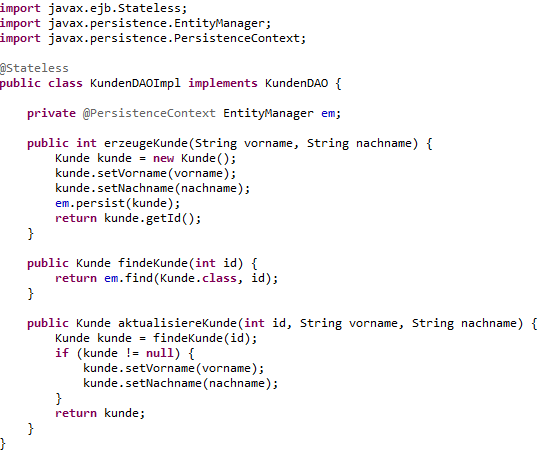 import javax.ejb.Stateless;
import javax.persistence.EntityManager;
import javax.persistence.PersistenceContext;

@Stateless
public class KundenDAOImpl implements KundenDAO {

    private @PersistenceContext EntityManager em;

    public int erzeugeKunde(String vorname, String nachname) {
        Kunde kunde = new Kunde();
        kunde.setVorname(vorname);
        kunde.setNachname(nachname);
        em.persist(kunde);
        return kunde.getId();
    }

    public Kunde findeKunde(int id) {
        return em.find(Kunde.class, id);
    }

    public Kunde aktualisiereKunde(int id, String vorname, String nachname) {
        Kunde kunde = findeKunde(id);
        if (kunde != null) {
            kunde.setVorname(vorname);
            kunde.setNachname(nachname);
        }
        return kunde;
    }
}